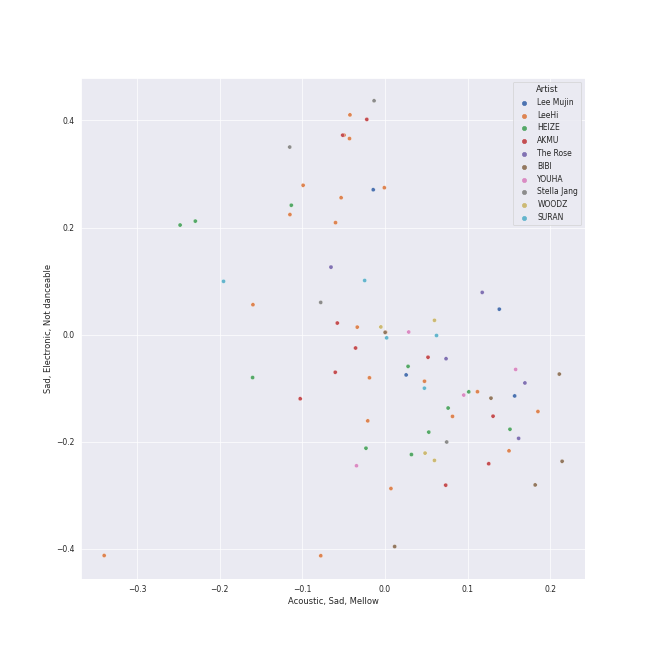 Artist
Lee Mujin
LeeHi
HEIZE
AKMU
The Rose
BIBI
YOUHA
Stella Jang
WOODZ
SURAN
0.4
0.2
0.0
−0.2
−0.4
Sad, Electronic, Not danceable
−0.3 −0.2 −0.1 0.0 0.1 0.2
Acoustic, Sad, Mellow